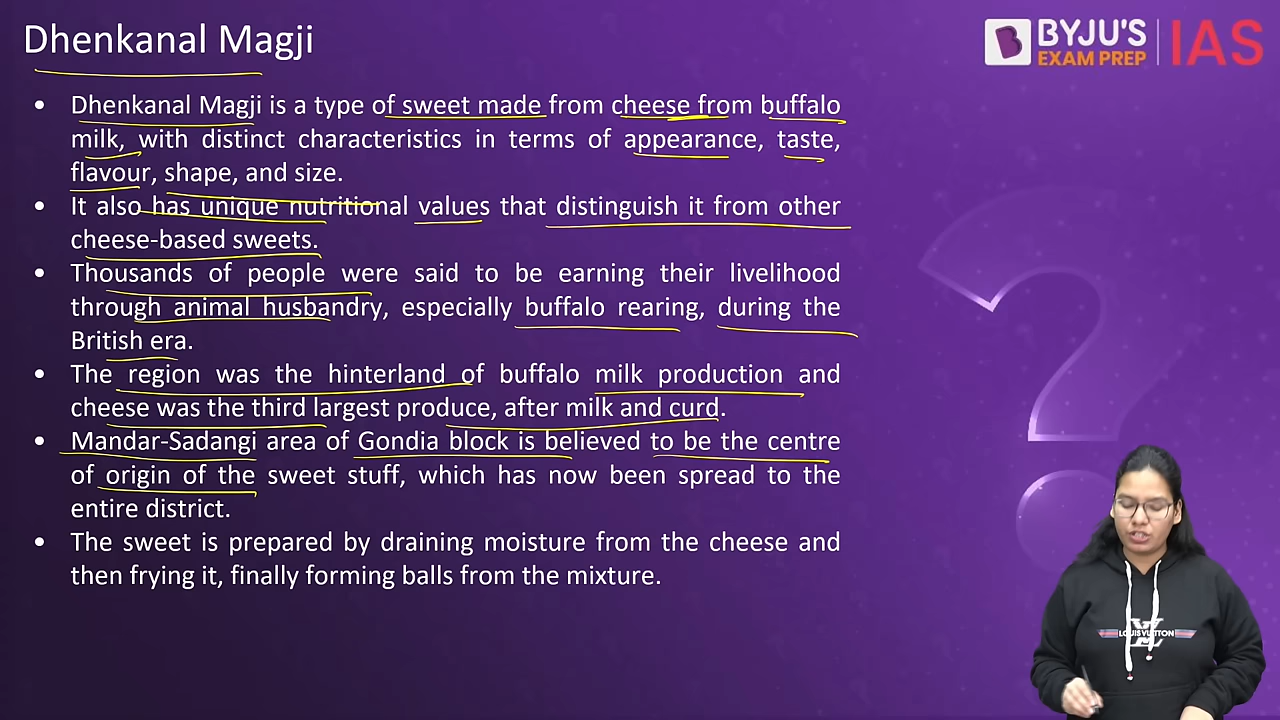 Dhenkanal Magji
BYJU'S
EXAM PREP
IAS
• Dhenkanal Magji is a type of sweet made from cheese from buffalo
milk, with distinct characteristics in terms of appearance, taste,
flavour, shape, and size.
• It also has unique nutritional values that distinguish it from other
cheese-based sweets.
• Thousands of people were said to be earning their livelihood
through animal husbandry, especially buffalo rearing, during the
British era.
• The region was the hinterland of buffalo milk production and
cheese was the third largest produce, after milk and curd.
• Mandar-Sadangi area of Gondia block is believed to be the centre
of origin of the sweet stuff, which has now been spread to the
entire district.
• The sweet is prepared by draining moisture from the cheese and
then frying it, finally forming balls from the mixture.
LOUIS VUITTON